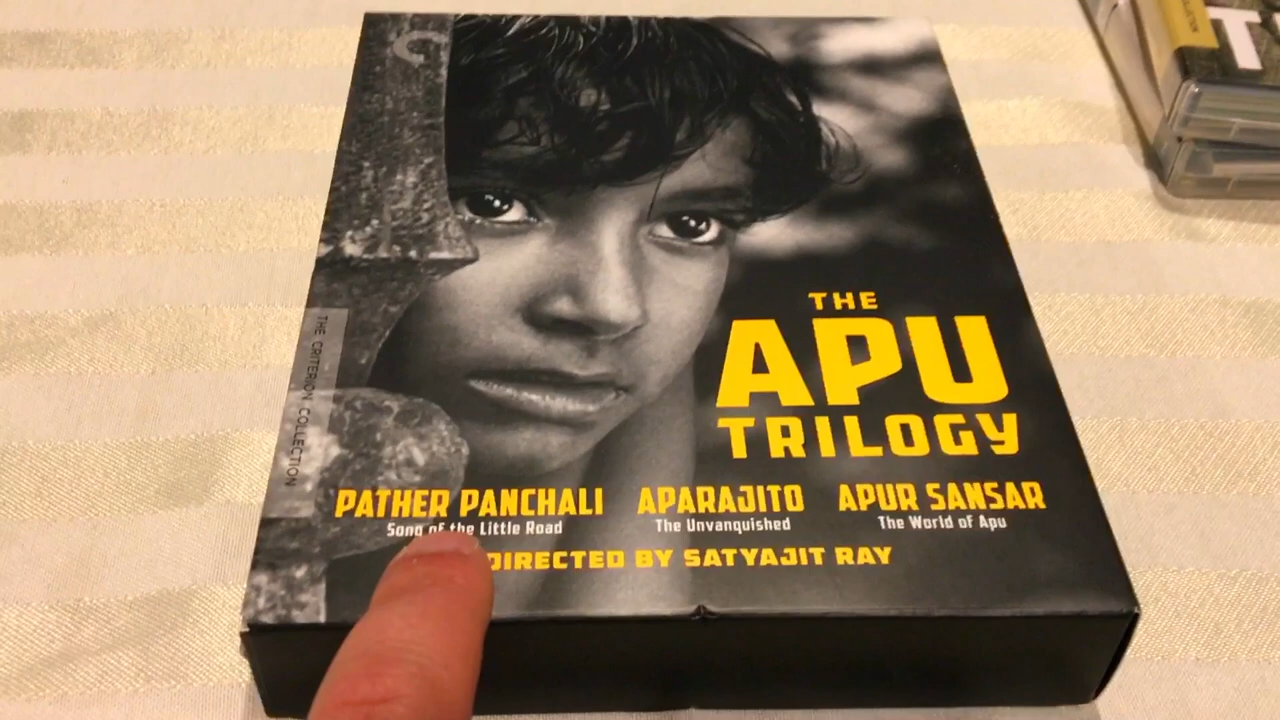 THE
APU
TRILOGY
THE CRITERION COLLECTION
PATHER PANCHALI APARAJITO APUR SANSAR
Song of the Little Road The Unvanquished The World of Apu
DIRECTED BY SATYAJIT RAY